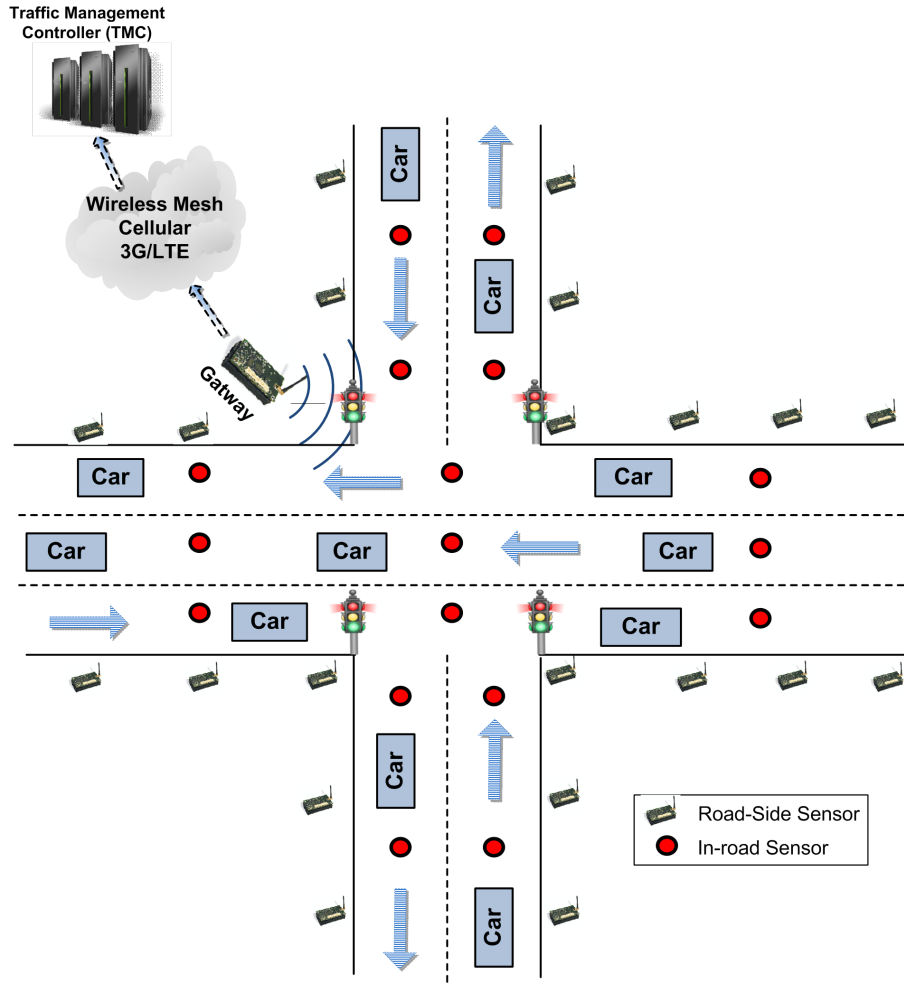 Traffic Management
Controller (TMC)
Wireless Mesh
Cellular
3G/LTE
Gatway
Car
Car
Car
Car
Car
Car
Car
Car
Car
Car
Car
Road-Side Sensor
In-road Sensor